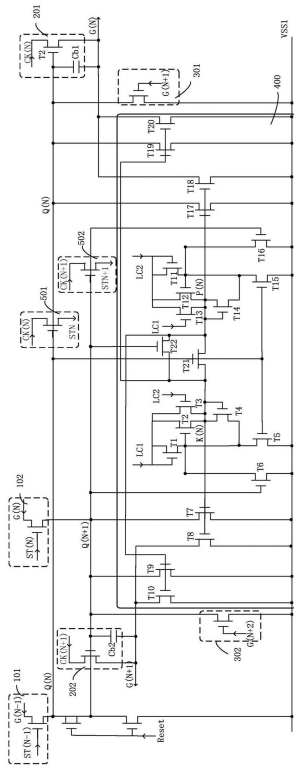 201
CK(N)
T2
Cb1
G(N)
301
G(N+1)
VSS1
T20
T19
400
Q(N)
T18
T17
502
CK(N+1)
STN+1
501
CK(N)
STN
LC2
T11
T12
P(N)
T13
LC1
T14
T16
T15
T22
T21
LC2
T3
T2
K(N)
T4
T1
LC1
T5
T6
102
G(N)
ST(N)
Q(N+1)
T7
T8
T9
T10
CK(N+1)
202
Cb2
G(N+1)
302
G(N+2)
101
G(N-1)
ST(N-1)
Q(N)
Reset